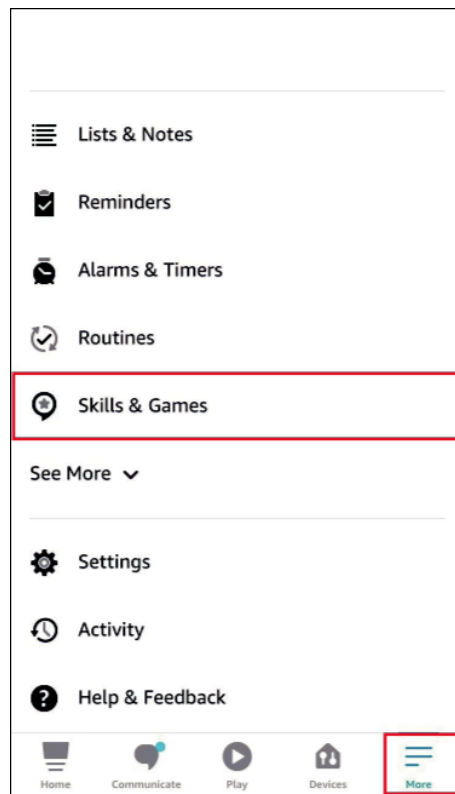 Lists & Notes
Reminders
Alarms & Timers
Routines
Skills & Games
See More
Settings
Activity
Help & Feedback
Home Communicate Play Devices More